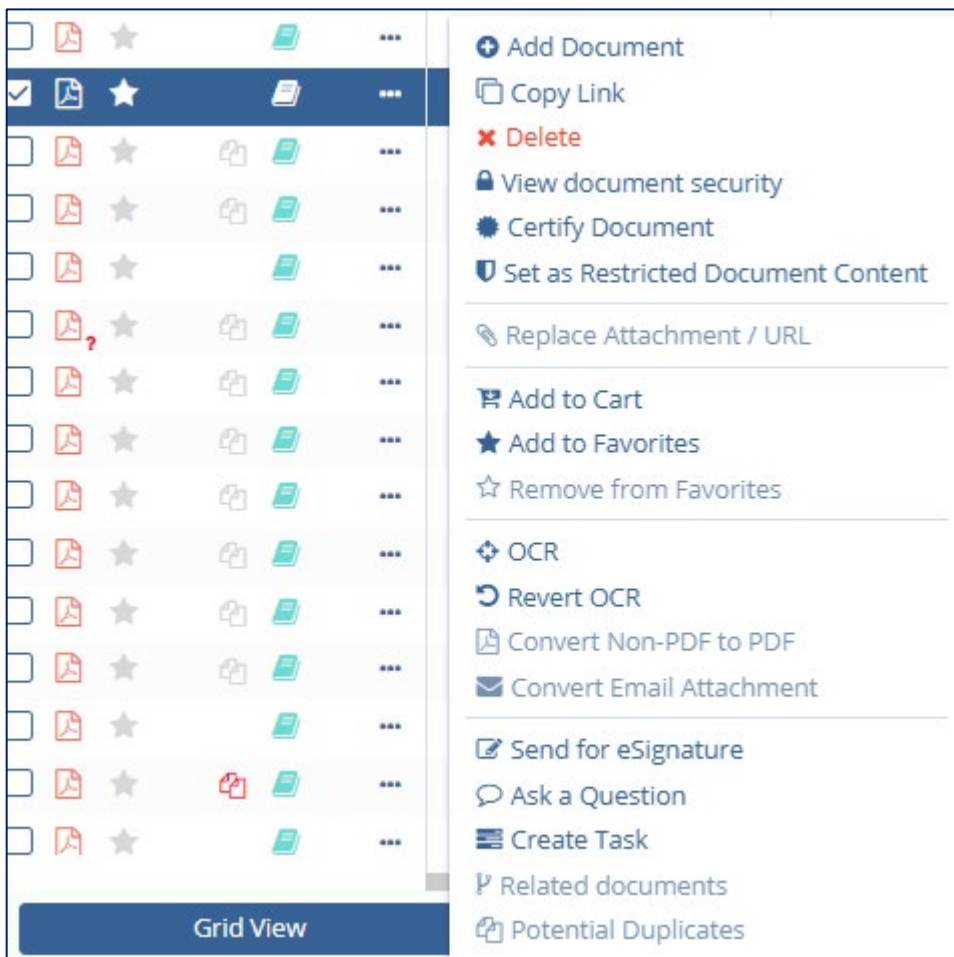 Add Document
Copy Link
Delete
View document security
Certify Document
Set as Restricted Document Content
?
Replace Attachment / URL
Add to Cart
Add to Favorites
Remove from Favorites
OCR
Revert OCR
Convert Non-PDF to PDF
Convert Email Attachment
Send for eSignature
Ask a Question
Create Task
Related documents
Potential Duplicates
Grid View